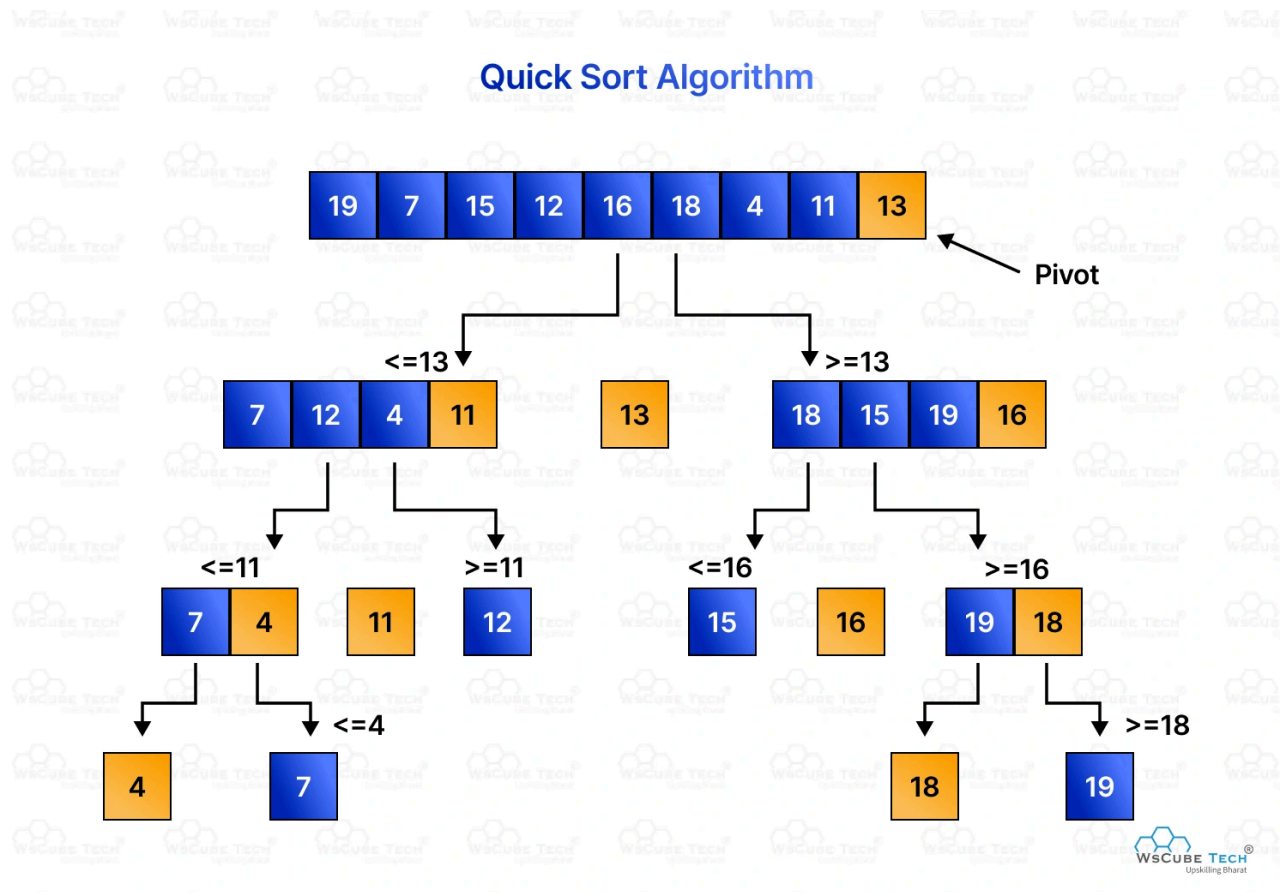 Quick Sort Algorithm
19 7 15 12 16 18 4 11 13
Pivot
<=13 >=13
7 12 4 11 13 18 15 19 16
<=11 >=11 <=16 >=16
7 4 11 12 15 16 19 18
<=4 >=18
4 7 18 19
WsCube Tech®
Upskilling Bharat